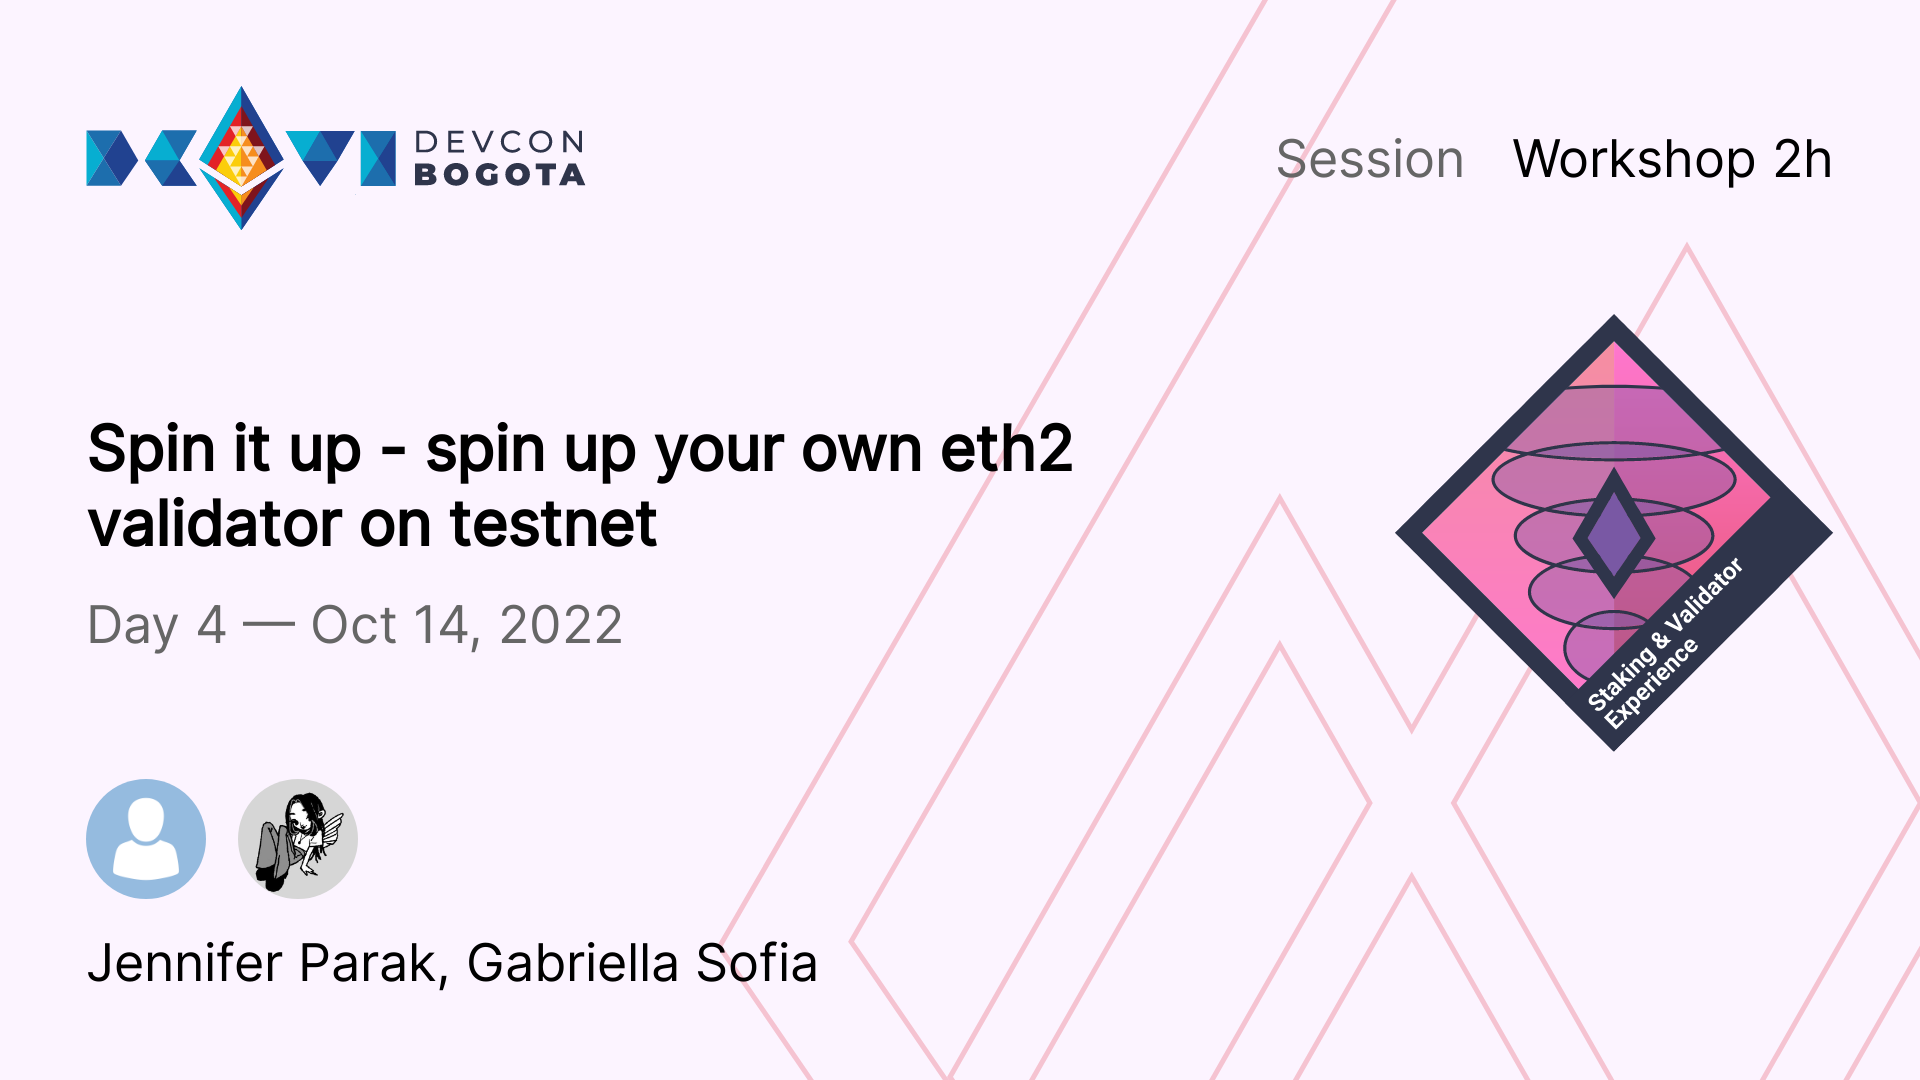 DEVCON
BOGOTA
Session Workshop 2h
Spin it up - spin up your own eth2
validator on testnet
Day 4 — Oct 14, 2022
Staking & Validator
Experience
Jennifer Parak, Gabriella Sofia